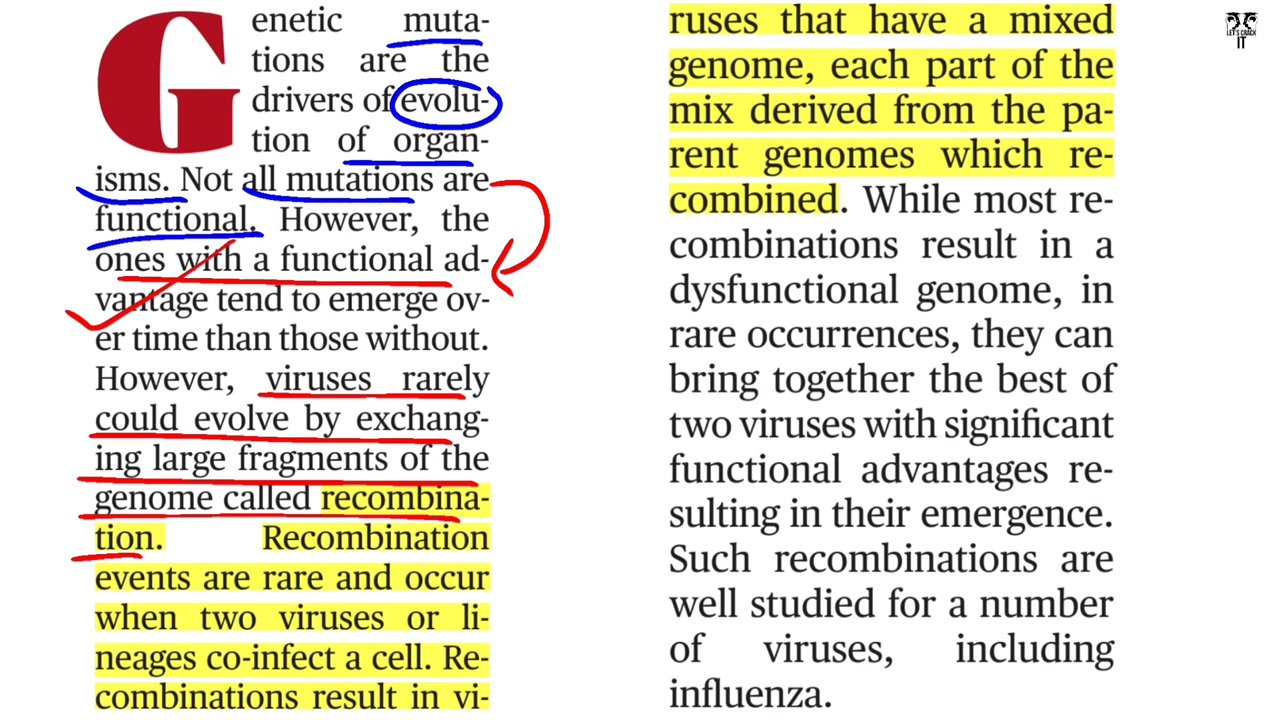 Genetic muta-
tions are the
drivers of evolu-
tion of organ-
isms. Not all mutations are
functional. However, the
ones with a functional ad-
vantage tend to emerge ov-
er time than those without.
However, viruses rarely
could evolve by exchang-
ing large fragments of the
genome called recombina-
tion. Recombination
events are rare and occur
when two viruses or li-
neages co-infect a cell. Re-
combinations result in vi-
ruses that have a mixed
genome, each part of the
mix derived from the pa-
rent genomes which re-
combined. While most re-
combinations result in a
dysfunctional genome, in
rare occurrences, they can
bring together the best of
two viruses with significant
functional advantages re-
sulting in their emergence.
Such recombinations are
well studied for a number
of viruses, including
influenza.
LET'S CRACK
IT